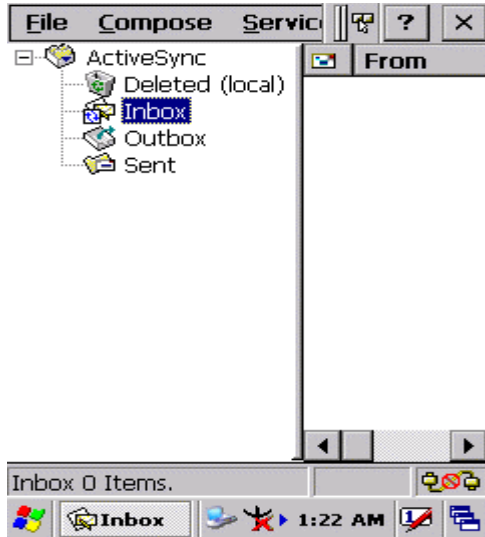 File Compose Servic ? ×
ActiveSync
From
Deleted (local)
Inbox
Outbox
Sent
Inbox 0 Items.
Inbox 1:22 AM